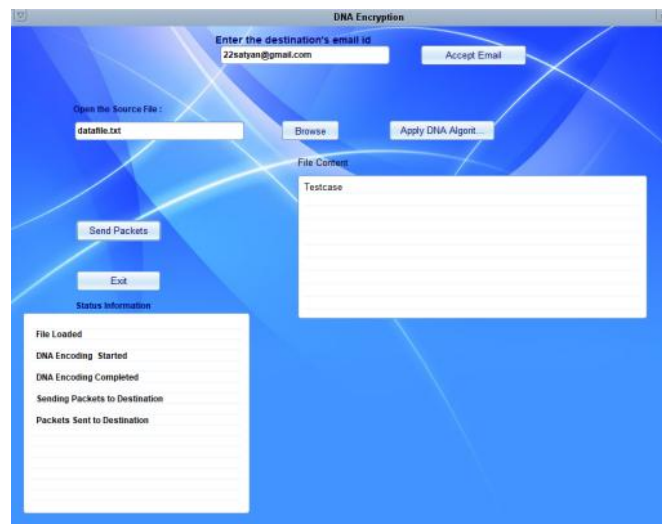 DNA Encryption
Enter the destination's email id
22satyan@gmail.com
Accept Email
Open the Source File :
datafile.txt
Browse
Apply DNA Algorit...
File Content
Testcase
Send Packets
Exit
Status Information
File Loaded
DNA Encoding Started
DNA Encoding Completed
Sending Packets to Destination
Packets Sent to Destination